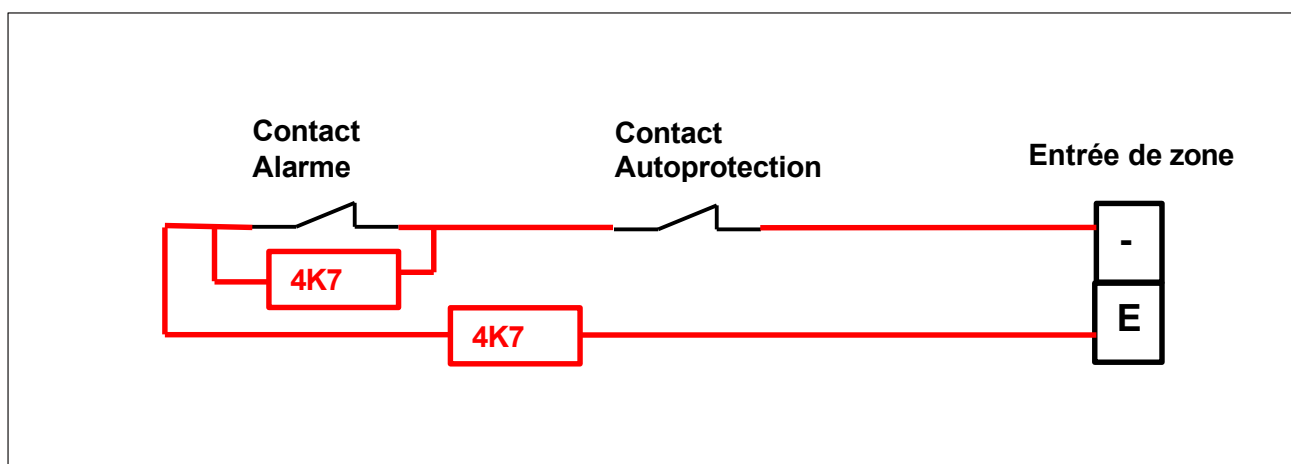 Contact
Alarme
Contact
Autoprotection
Entrée de zone
-
4K7
E
4K7